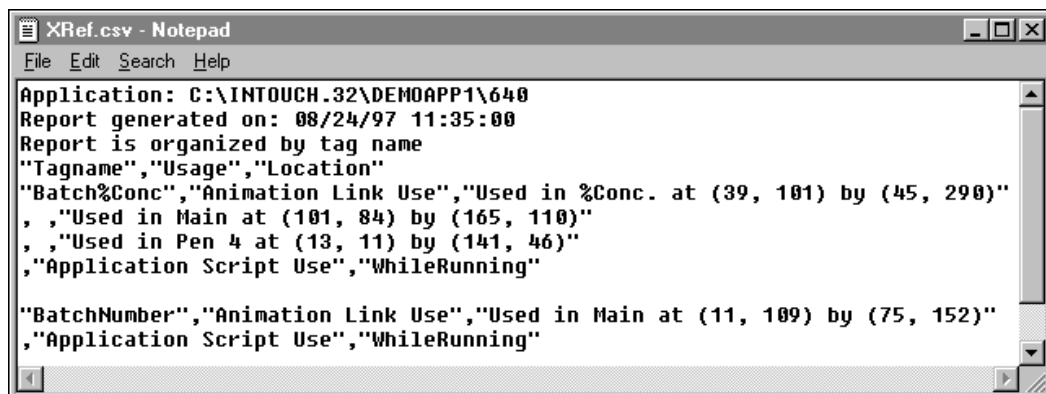 XRef.csv - Notepad
File Edit Search Help
Application: C:\INTOUCH.32\DEMOAPP1\640
Report generated on: 08/24/97 11:35:00
Report is organized by tag name
"Tagname","Usage","Location"
"Batch%Conc","Animation Link Use","Used in %Conc. at (39, 101) by (45, 290)"
, ,"Used in Main at (101, 84) by (165, 110)"
, ,"Used in Pen 4 at (13, 11) by (141, 46)"
,"Application Script Use","WhileRunning"
"BatchNumber","Animation Link Use","Used in Main at (11, 109) by (75, 152)"
,"Application Script Use","WhileRunning"